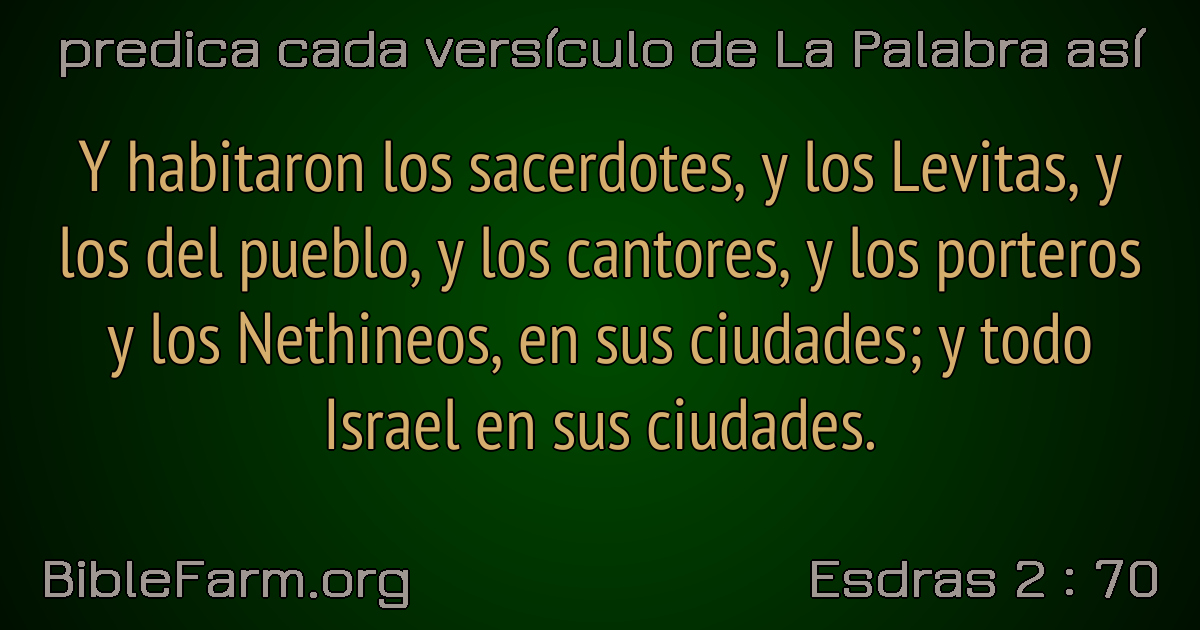 predica cada versículo de La Palabra así
Y habitaron los sacerdotes, y los Levitas, y
los del pueblo, y los cantores, y los porteros
y los Nethineos, en sus ciudades; y todo
Israel en sus ciudades.
BibleFarm.org
Esdras 2 : 70